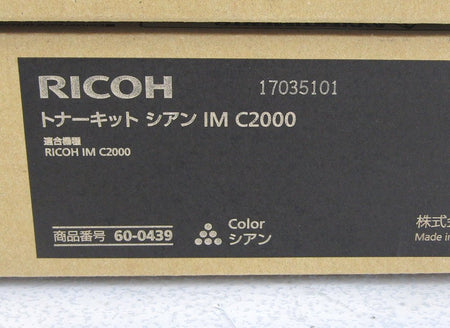 RICOH
17035101
トナーキット シアン IM C2000
適合機種
RICOH IM C2000
商品番号 60-0439
Color
シアン
株式
Made in